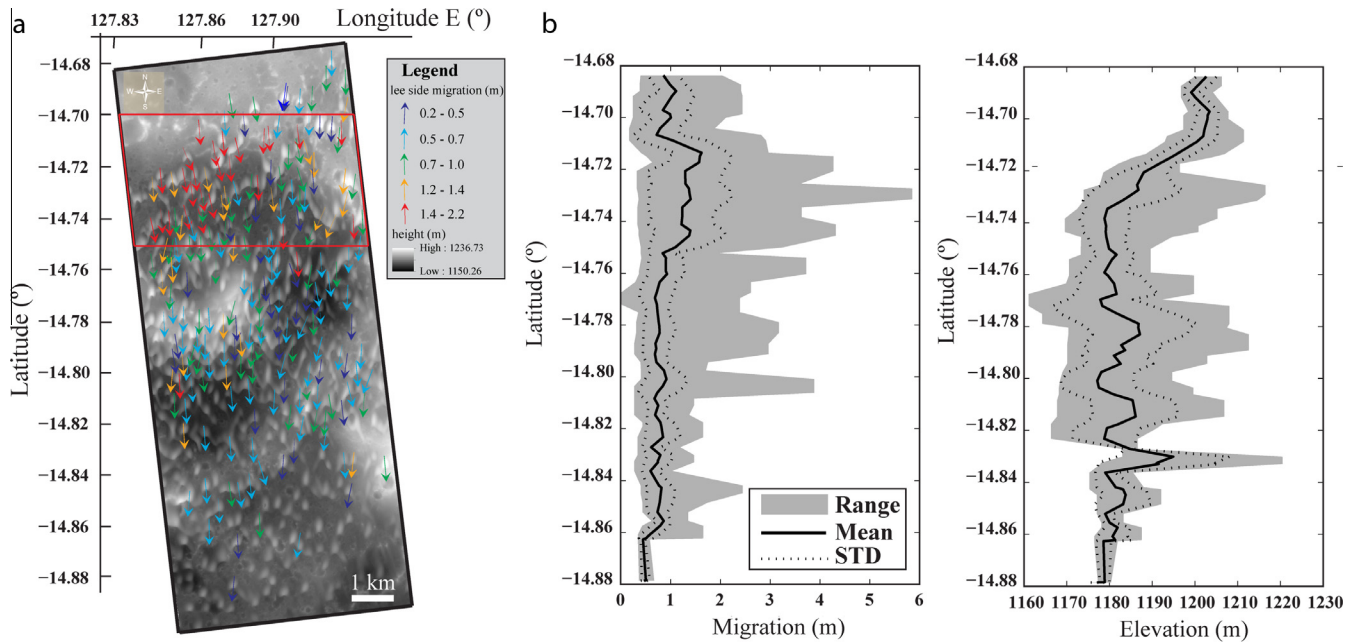 a
Longitude E (º)
127.83 127.86 127.90
Latitude (º)
−14.68
−14.70
−14.72
−14.74
−14.76
−14.78
−14.80
−14.82
−14.84
−14.86
−14.88
N
W E
S
Legend
lee side migration (m)
0.2 - 0.5
0.5 - 0.7
0.7 - 1.0
1.2 - 1.4
1.4 - 2.2
height (m)
High : 1236.73
Low : 1150.26
1 km
b
Latitude (º)
−14.68
−14.70
−14.72
−14.74
−14.76
−14.78
−14.80
−14.82
−14.84
−14.86
−14.88
Range
Mean
STD
0 1 2 3 4 5 6
Migration (m)
Latitude (º)
−14.68
−14.70
−14.72
−14.74
−14.76
−14.78
−14.80
−14.82
−14.84
−14.86
−14.88
1160 1170 1180 1190 1200 1210 1220 1230
Elevation (m)